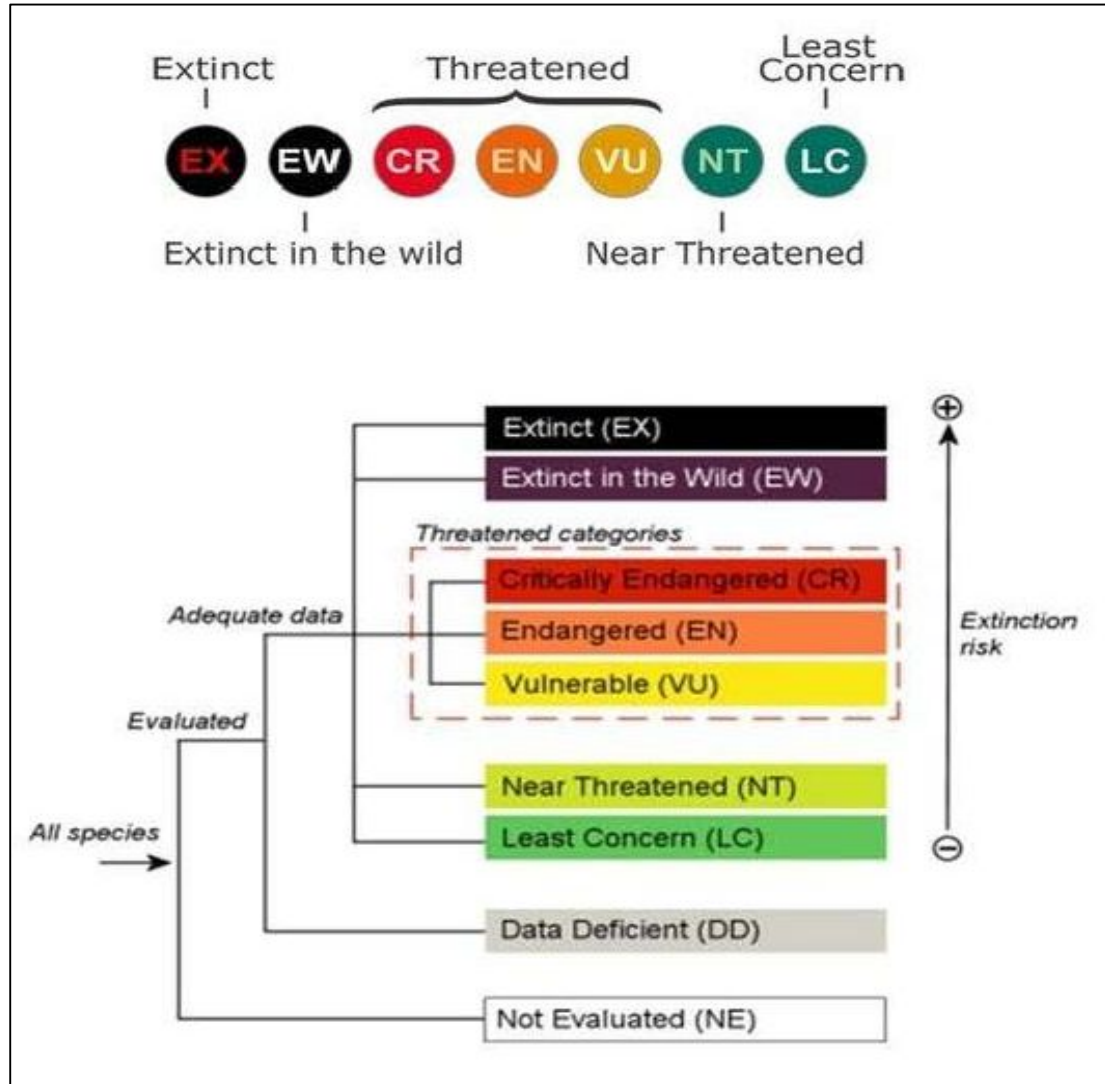 Extinct
Threatened
Least
Concern
EX
EW
CR
EN
VU
NT
LC
Extinct in the wild
Near Threatened
Extinct (EX)
Extinct in the Wild (EW)
Threatened categories
Critically Endangered (CR)
Adequate data
Endangered (EN)
Extinction
risk
Vulnerable (VU)
Evaluated
Near Threatened (NT)
All species
Least Concern (LC)
Data Deficient (DD)
Not Evaluated (NE)